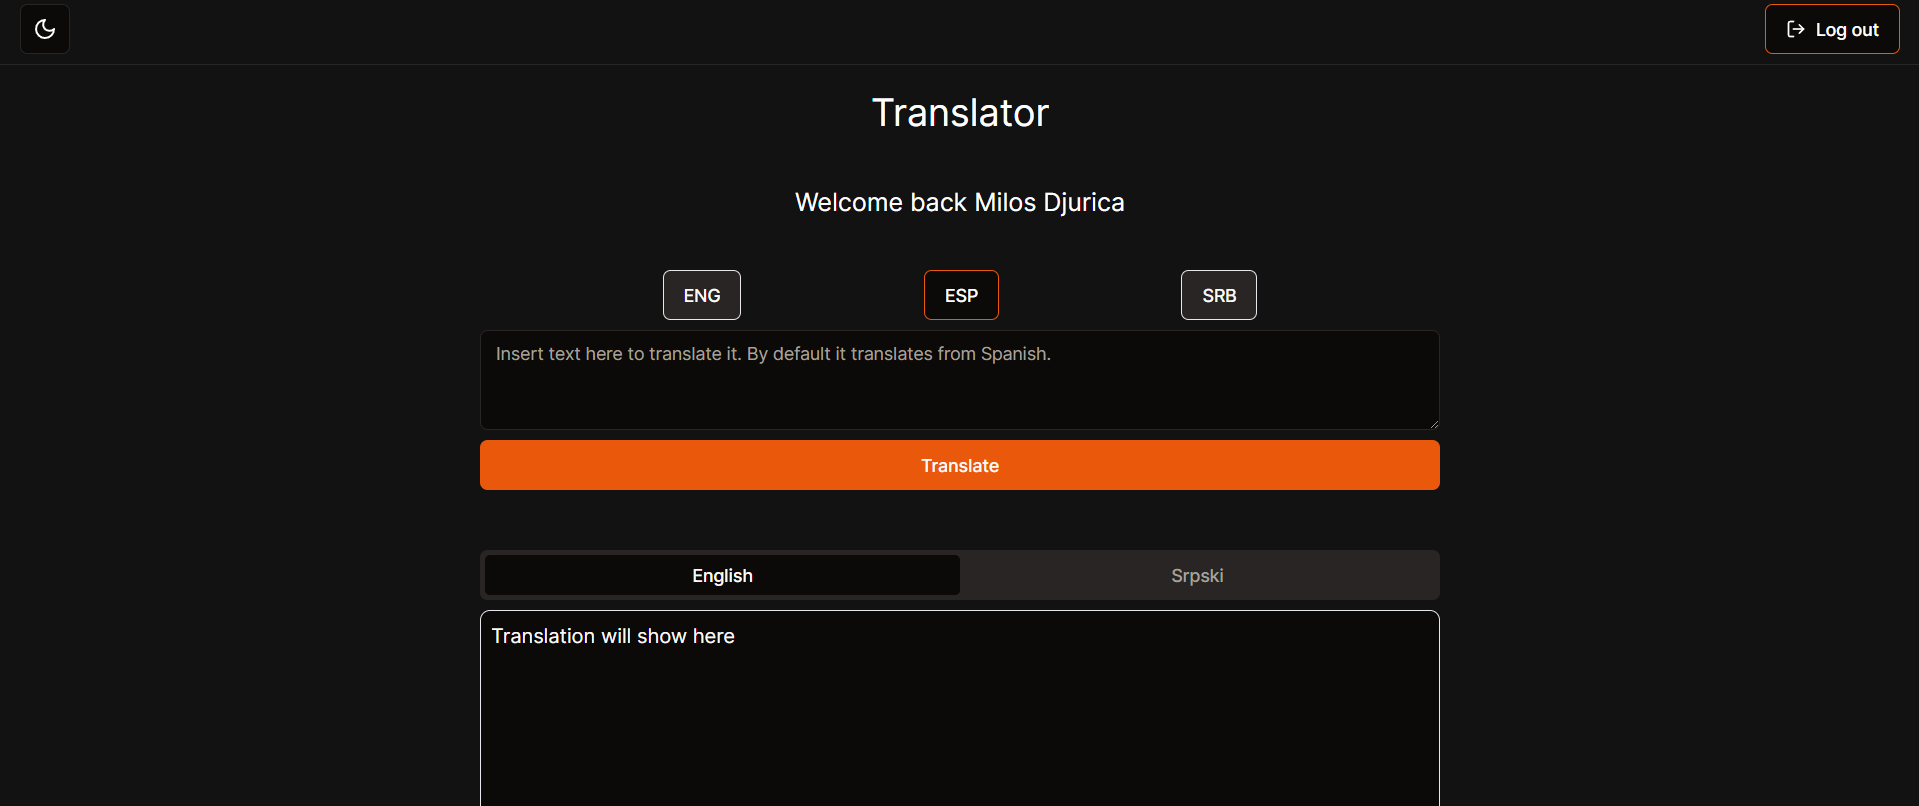 Log out
Translator
Welcome back Milos Djurica
ENG ESP SRB
Insert text here to translate it. By default it translates from Spanish.
Translate
English Srpski
Translation will show here